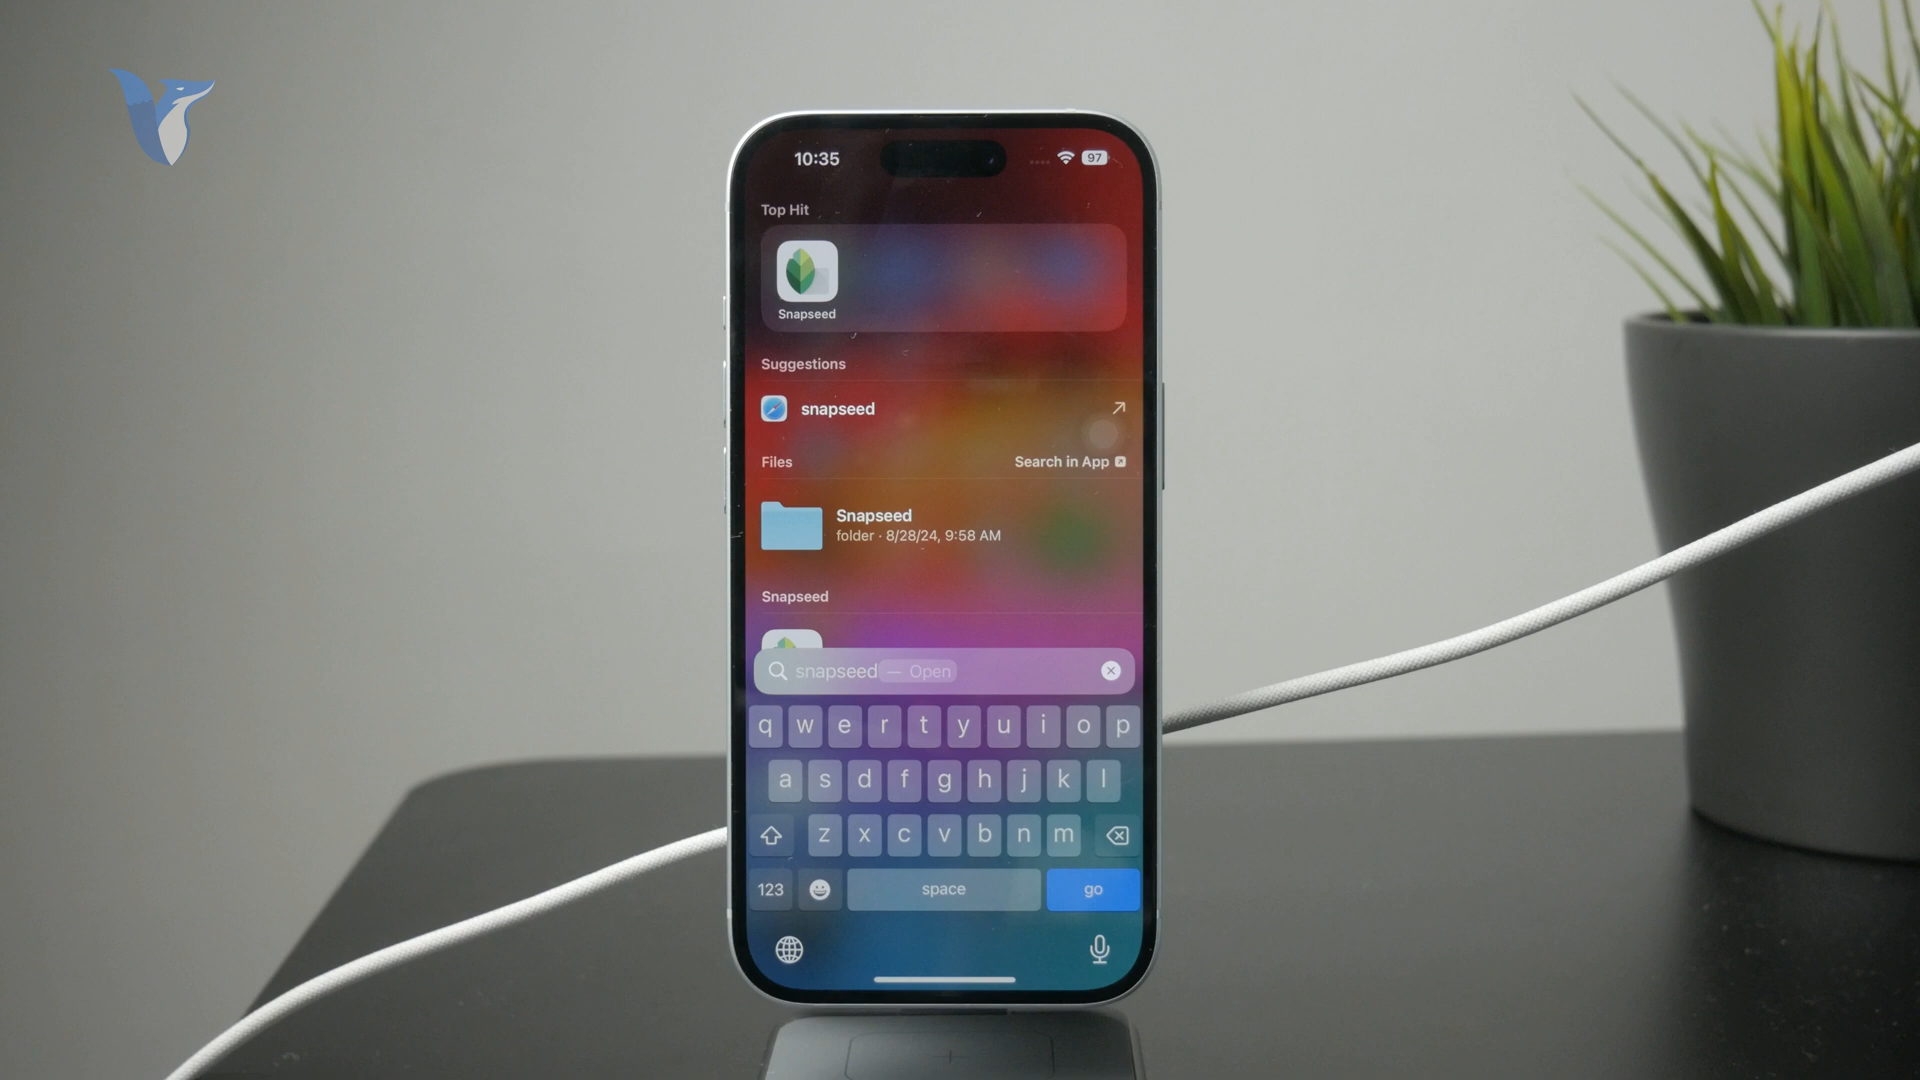 10:35
97
Top Hit
Snapseed
Suggestions
snapseed
Files
Search in App
Snapseed
folder · 8/28/24, 9:58 AM
Snapseed
snapseed — Open
q w e r t y u i o p
a s d f g h j k l
z x c v b n m
123
space
go